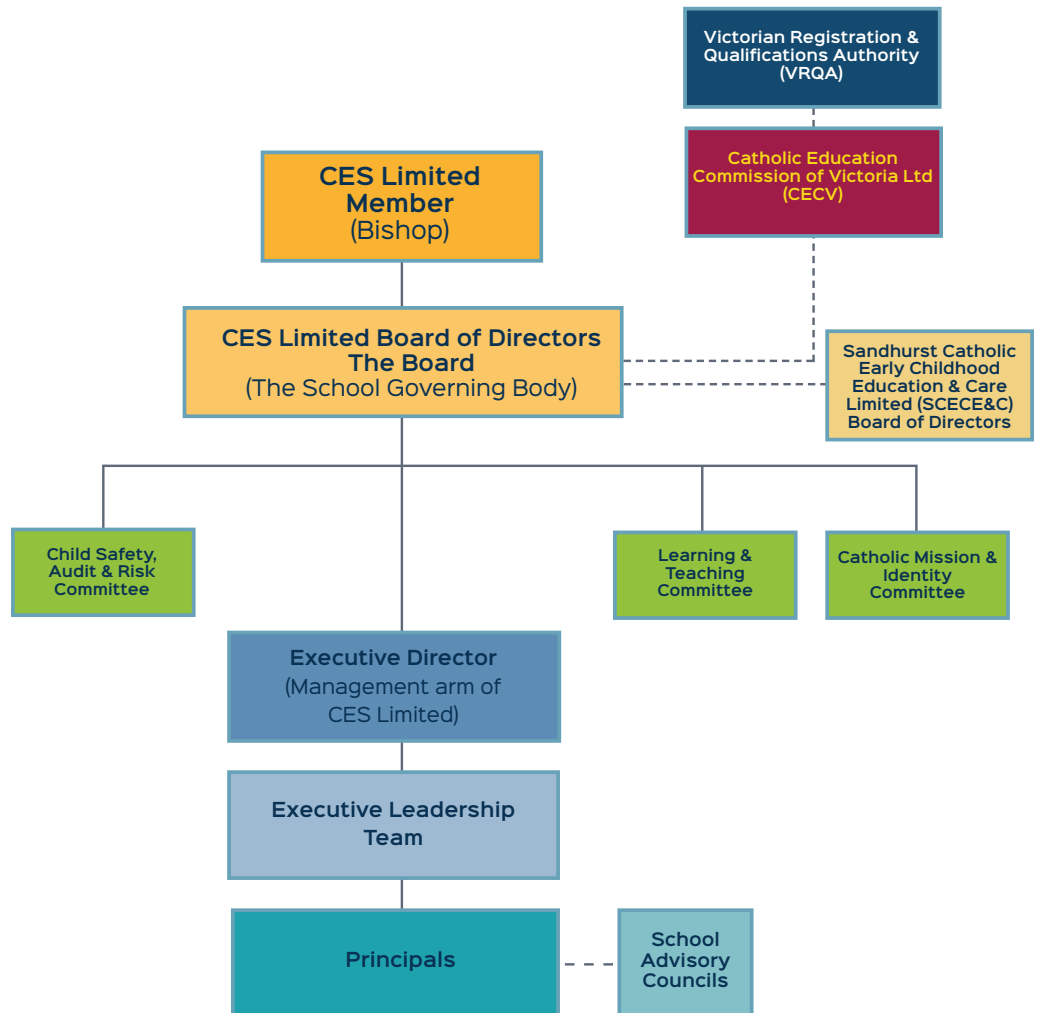 Victorian Registration &
Qualifications Authority
(VRQA)
Catholic Education
Commission of Victoria Ltd
(CECV)
CES Limited
Member
(Bishop)
CES Limited Board of Directors
The Board
(The School Governing Body)
Sandhurst Catholic
Early Childhood
Education & Care
Limited (SCECE&C)
Board of Directors
Child Safety,
Audit & Risk
Committee
Learning &
Teaching
Committee
Catholic Mission &
Identity
Committee
Executive Director
(Management arm of
CES Limited)
Executive Leadership
Team
Principals
School
Advisory
Councils